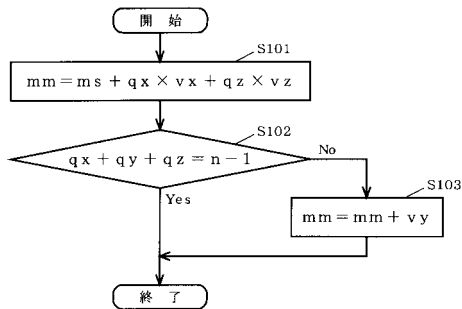 開 始
S101
mm=ms+qx×vx+qz×vz
S102
qx+qy+qz=n-1
No
Yes
S103
mm=mm+vy
終 了